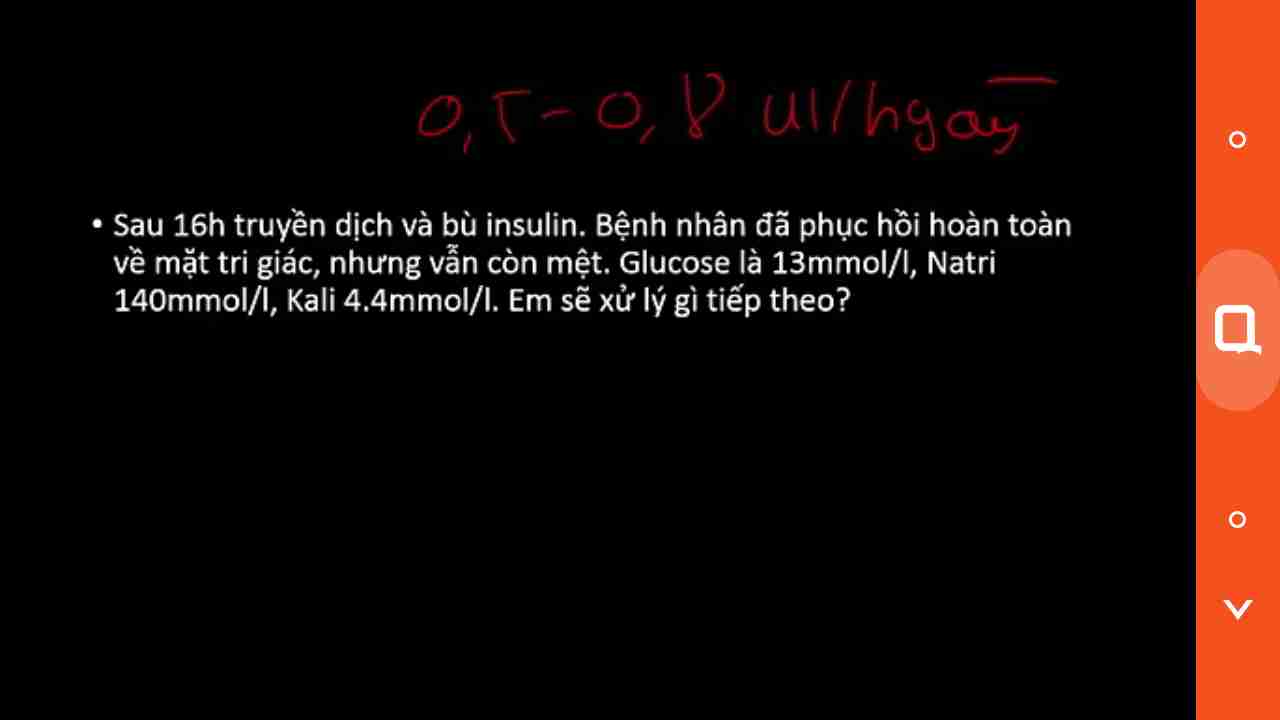 0,5 - 0,8 UI/ngày
• Sau 16h truyền dịch và bù insulin. Bệnh nhân đã phục hồi hoàn toàn
về mặt tri giác, nhưng vẫn còn mệt. Glucose là 13mmol/l, Natri
140mmol/l, Kali 4.4mmol/l. Em sẽ xử lý gì tiếp theo?